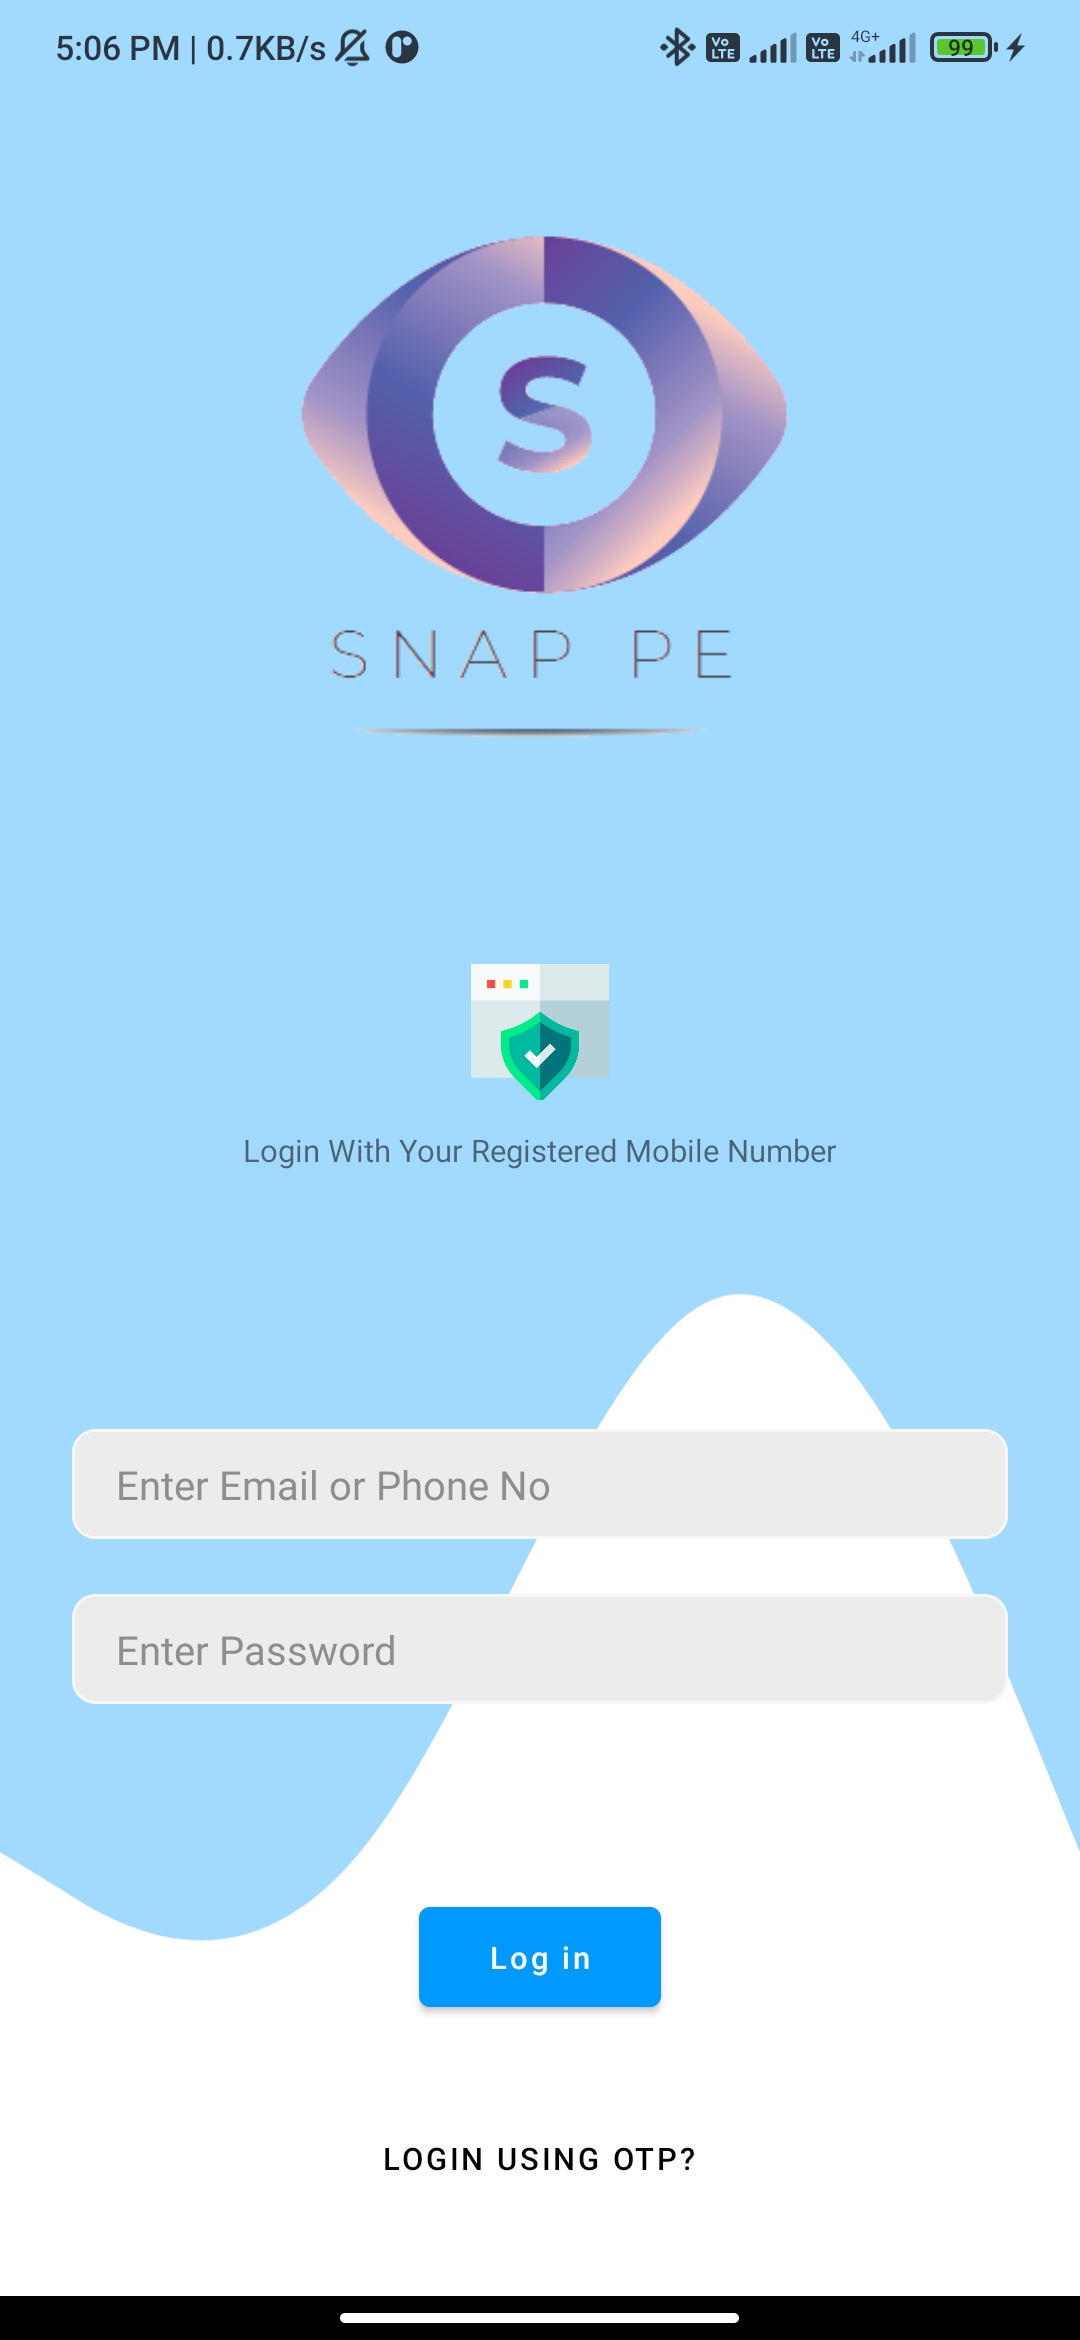 5:06 PM | 0.7KB/s Vo LTE Vo LTE 4G+ 99
S
SNAP PE
Login With Your Registered Mobile Number
Enter Email or Phone No
Enter Password
Log in
LOGIN USING OTP?